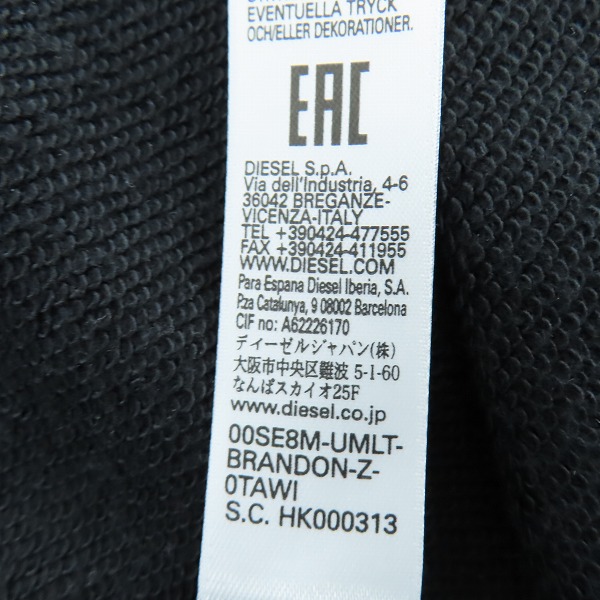 EVENTUELLA TRYCK
OCH/ELLER DEKORATIONER.
EAC
DIESEL S.p.A.
Via dell'Industria, 4-6
36042 BREGANZE-
VICENZA-ITALY
TEL +390424-477555
FAX +390424-411955
WWW.DIESEL.COM
Para Espana Diesel Iberia, S.A.
Pza Catalunya, 9 08002 Barcelona
CIF no: A62226170
ディーゼルジャパン(株)
大阪市中央区難波 5-1-60
なんばスカイオ25F
www.diesel.co.jp
00SE8M-UMLT-
BRANDON-Z-
0TAWI
S.C. HK000313